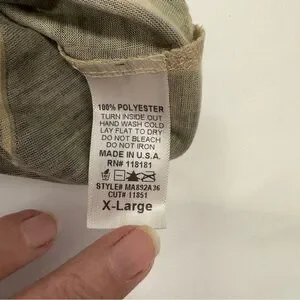 100% POLYESTER
TURN INSIDE OUT
HAND WASH COLD
LAY FLAT TO DRY
DO NOT BLEACH
DO NOT IRON
MADE IN U.S.A.
RN# 118181
STYLE# MA892A36
CUT# 11851
X-Large